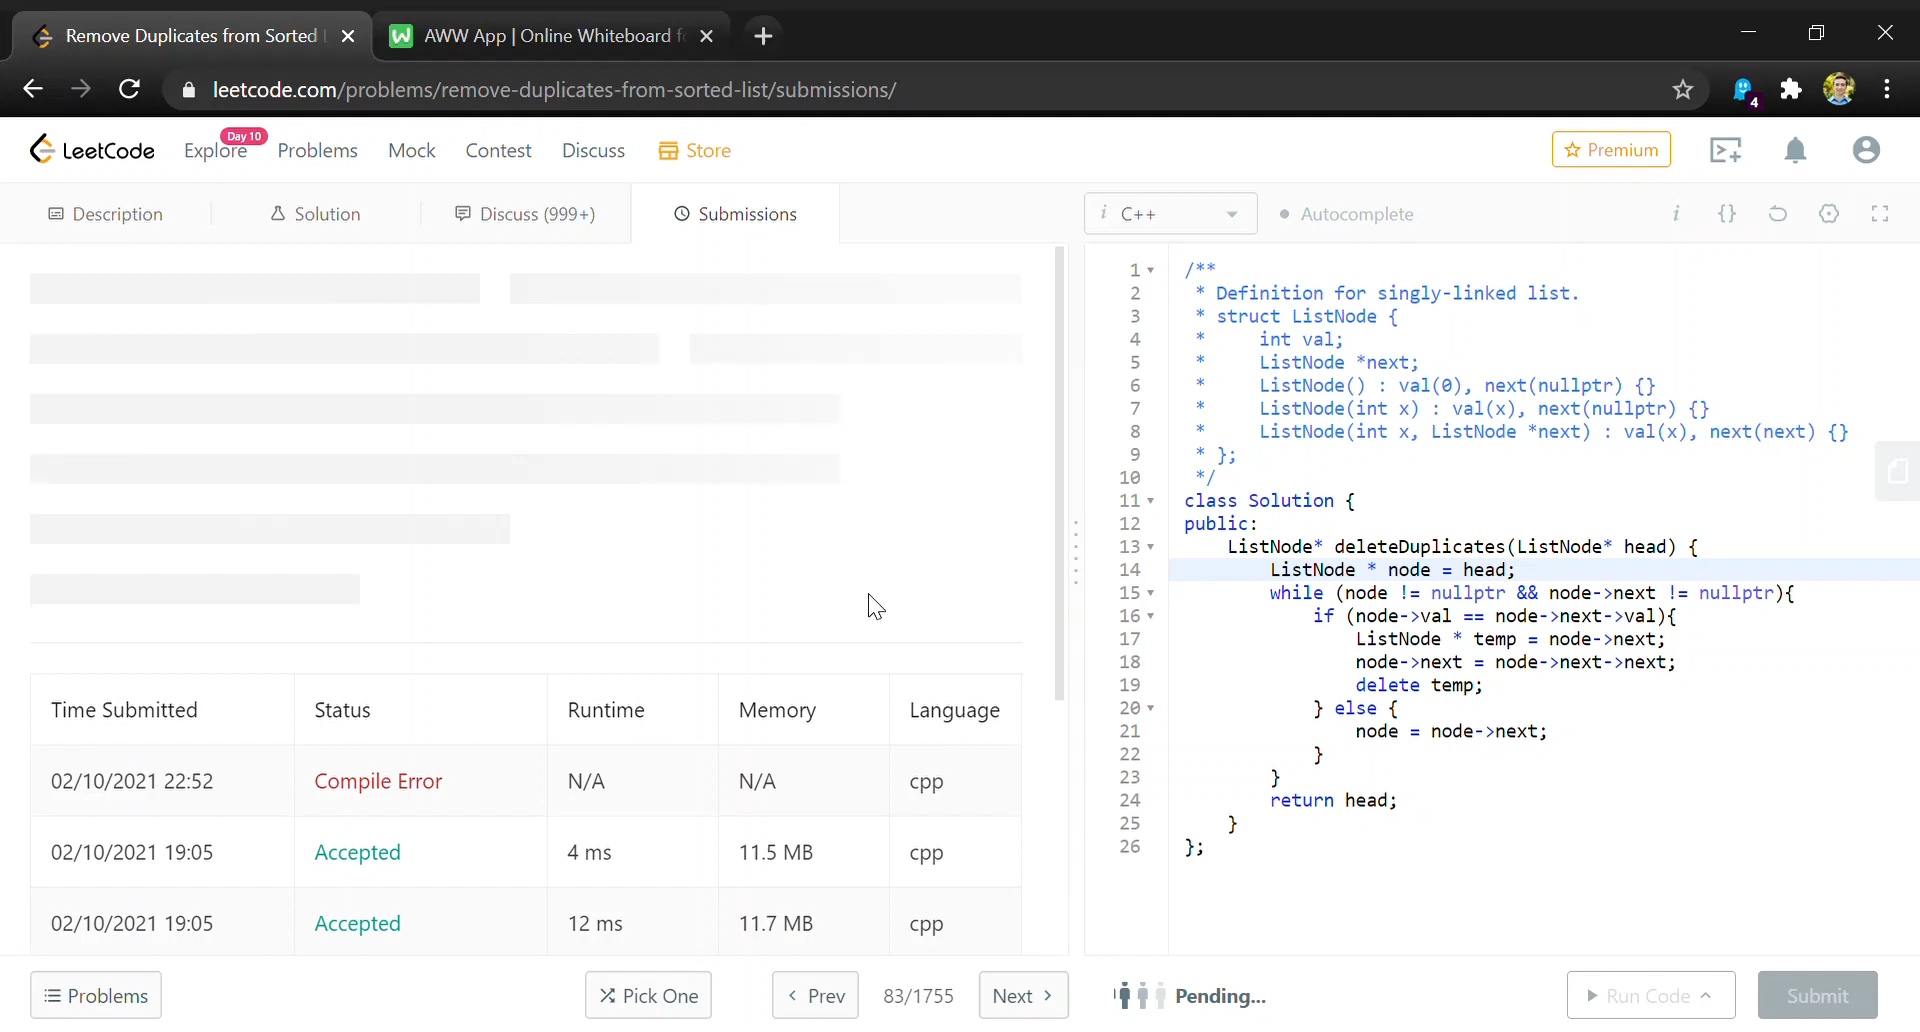 Remove Duplicates from Sorted L
AWW App | Online Whiteboard fo
leetcode.com/problems/remove-duplicates-from-sorted-list/submissions/
4
LeetCode
Explore
Day 10
Problems
Mock
Contest
Discuss
Store
Premium
Description
Solution
Discuss (999+)
Submissions
i C++
Autocomplete
i {}
1 /**
2 * Definition for singly-linked list.
3 * struct ListNode {
4 *     int val;
5 *     ListNode *next;
6 *     ListNode() : val(0), next(nullptr) {}
7 *     ListNode(int x) : val(x), next(nullptr) {}
8 *     ListNode(int x, ListNode *next) : val(x), next(next) {}
9 * };
10 */
11 class Solution {
12 public:
13     ListNode* deleteDuplicates(ListNode* head) {
14         ListNode * node = head;
15         while (node != nullptr && node->next != nullptr){
16             if (node->val == node->next->val){
17                 ListNode * temp = node->next;
18                 node->next = node->next->next;
19                 delete temp;
20             } else {
21                 node = node->next;
22             }
23         }
24         return head;
25     }
26 };
Time Submitted Status Runtime Memory Language
02/10/2021 22:52 Compile Error N/A N/A cpp
02/10/2021 19:05 Accepted 4 ms 11.5 MB cpp
02/10/2021 19:05 Accepted 12 ms 11.7 MB cpp
Problems
Pick One
Prev
83/1755
Next
Pending...
Run Code
Submit